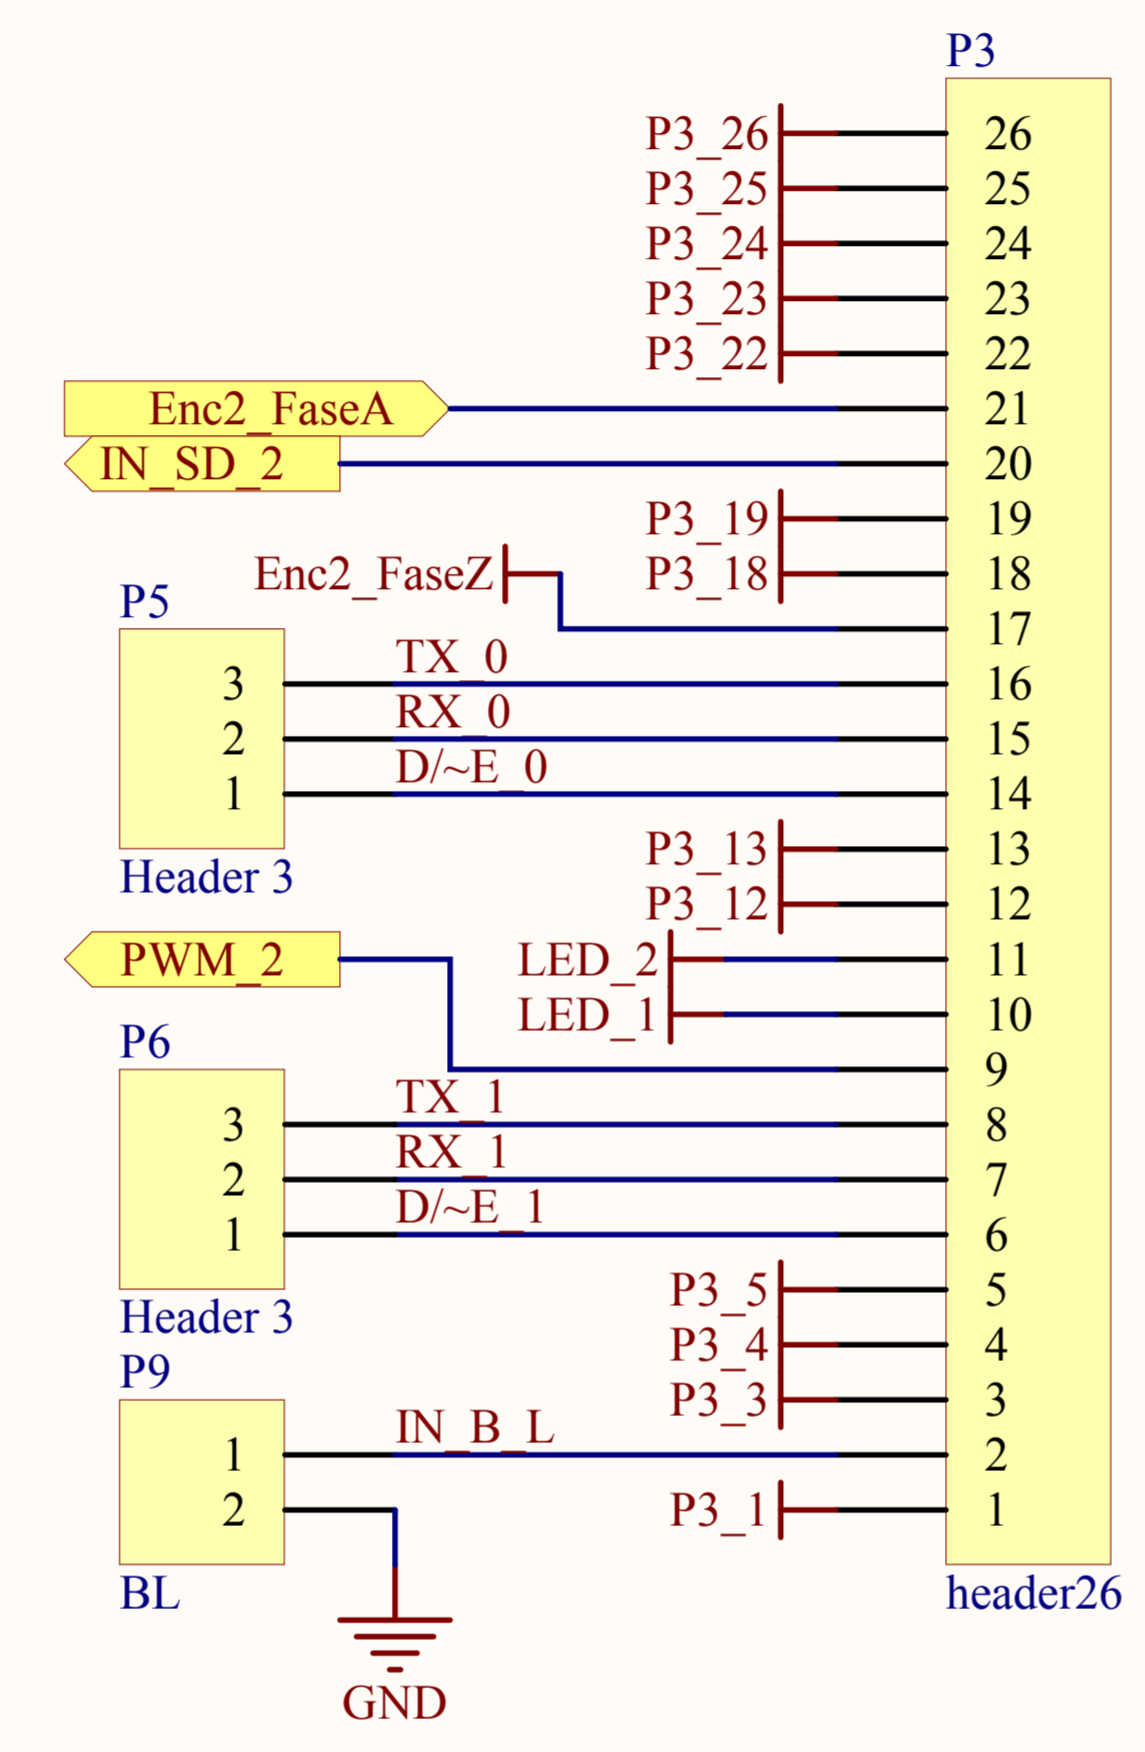 P3
P3_26 26
P3_25 25
P3_24 24
P3_23 23
P3_22 22
Enc2_FaseA 21
IN_SD_2 20
P3_19 19
Enc2_FaseZ P3_18 18
P5 17
3 TX_0 16
2 RX_0 15
1 D/~E_0 14
P3_13 13
Header 3
P3_12 12
PWM_2 LED_2 11
LED_1 10
P6
9
3 TX_1 8
2 RX_1 7
1 D/~E_1 6
P3_5 5
Header 3
P3_4 4
P9
P3_3 3
1 IN_B_L 2
2 P3_1 1
BL header26
GND